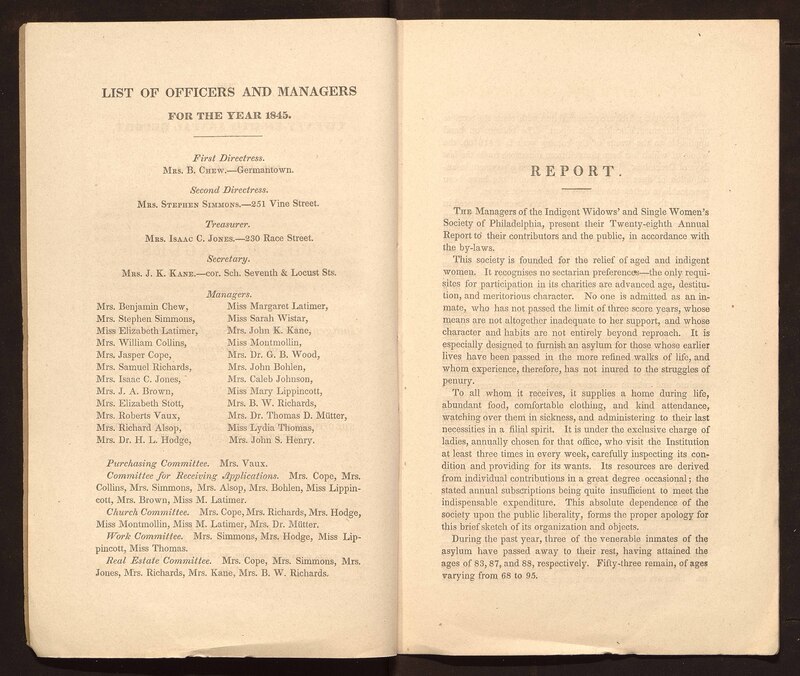 LIST OF OFFICERS AND MANAGERS
FOR THE YEAR 1845.
First Directress.
Mrs. B. Chew.—Germantown.
Second Directress.
Mrs. Stephen Simmons.—251 Vine Street.
Treasurer.
Mrs. Isaac C. Jones.—230 Race Street.
Secretary.
Mrs. J. K. Kane.—cor. Sch. Seventh & Locust Sts.
Managers.
Mrs. Benjamin Chew,
Mrs. Stephen Simmons,
Miss Elizabeth Latimer,
Mrs. William Collins,
Mrs. Jasper Cope,
Mrs. Samuel Richards,
Mrs. Isaac C. Jones,
Mrs. J. A. Brown,
Mrs. Elizabeth Stott,
Mrs. Roberts Vaux,
Mrs. Richard Alsop,
Mrs. Dr. H. L. Hodge,
Miss Margaret Latimer,
Miss Sarah Wistar,
Mrs. John K. Kane,
Miss Montmollin,
Mrs. Dr. G. B. Wood,
Mrs. John Bohlen,
Mrs. Caleb Johnson,
Miss Mary Lippincott,
Mrs. B. W. Richards,
Mrs. Dr. Thomas D. Mütter,
Miss Lydia Thomas,
Mrs. John S. Henry.
Purchasing Committee. Mrs. Vaux.
Committee for Receiving Applications. Mrs. Cope, Mrs.
Collins, Mrs. Simmons, Mrs. Alsop, Mrs. Bohlen, Miss Lippin-
cott, Mrs. Brown, Miss M. Latimer.
Church Committee. Mrs. Cope, Mrs. Richards, Mrs. Hodge,
Miss Montmollin, Miss M. Latimer, Mrs. Dr. Mütter.
Work Committee. Mrs. Simmons, Mrs. Hodge, Miss Lip-
pincott, Miss Thomas.
Real Estate Committee. Mrs. Cope, Mrs. Simmons, Mrs.
Jones, Mrs. Richards, Mrs. Kane, Mrs. B. W. Richards.
REPORT.
The Managers of the Indigent Widows' and Single Women's
Society of Philadelphia, present their Twenty-eighth Annual
Report to their contributors and the public, in accordance with
the by-laws.
This society is founded for the relief of aged and indigent
women. It recognises no sectarian preferences—the only requi-
sites for participation in its charities are advanced age, destitu-
tion, and meritorious character. No one is admitted as an in-
mate, who has not passed the limit of three score years, whose
means are not altogether inadequate to her support, and whose
character and habits are not entirely beyond reproach. It is
especially designed to furnish an asylum for those whose earlier
lives have been passed in the more refined walks of life, and
whom experience, therefore, has not inured to the struggles of
penury.
To all whom it receives, it supplies a home during life,
abundant food, comfortable clothing, and kind attendance,
watching over them in sickness, and administering to their last
necessities in a filial spirit. It is under the exclusive charge of
ladies, annually chosen for that office, who visit the Institution
at least three times in every week, carefully inspecting its con-
dition and providing for its wants. Its resources are derived
from individual contributions in a great degree occasional; the
stated annual subscriptions being quite insufficient to meet the
indispensable expenditure. This absolute dependence of the
society upon the public liberality, forms the proper apology for
this brief sketch of its organization and objects.
During the past year, three of the venerable inmates of the
asylum have passed away to their rest, having attained the
ages of 83, 87, and 88, respectively. Fifty-three remain, of ages
varying from 68 to 95.